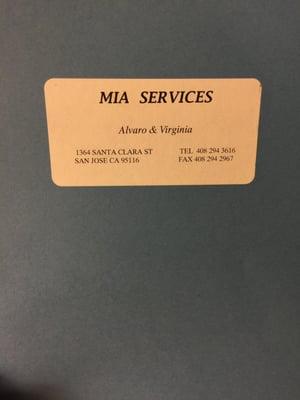 MIA SERVICES
Alvaro & Virginia
1364 SANTA CLARA ST TEL 408 294 3616
SAN JOSE CA 95116 FAX 408 294 2967